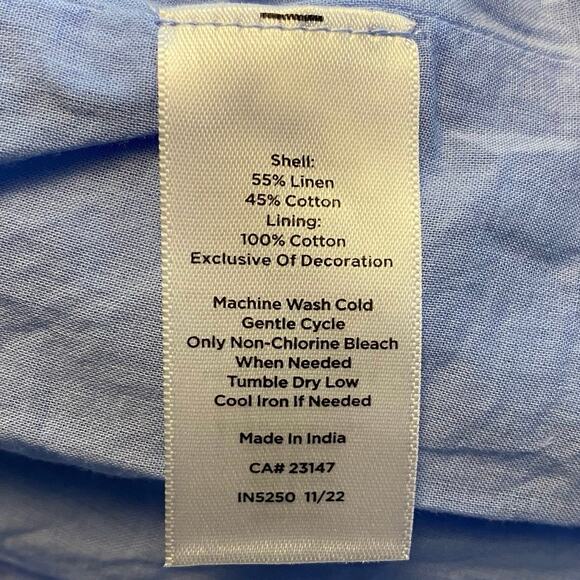 Shell:
55% Linen
45% Cotton
Lining:
100% Cotton
Exclusive Of Decoration
Machine Wash Cold
Gentle Cycle
Only Non-Chlorine Bleach
When Needed
Tumble Dry Low
Cool Iron If Needed
Made In India
CA# 23147
IN5250 11/22